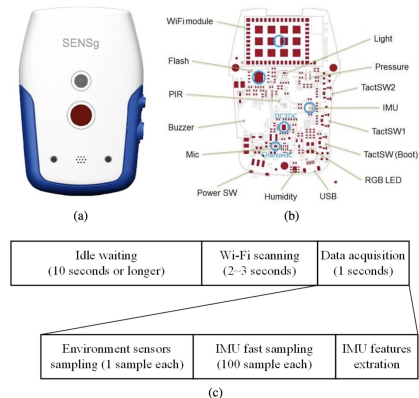 SENSg
WiFi module
Flash
PIR
Buzzer
Mic
Power SW
Humidity
USB
Light
Pressure
TactSW2
IMU
TactSW1
TactSW (Boot)
RGB LED
(a)
(b)
Idle waiting
(10 seconds or longer)
Wi-Fi scanning
(2~3 seconds)
Data acquisition
(1 seconds)
Environment sensors
sampling (1 sample each)
IMU fast sampling
(100 sample each)
IMU features
extration
(c)